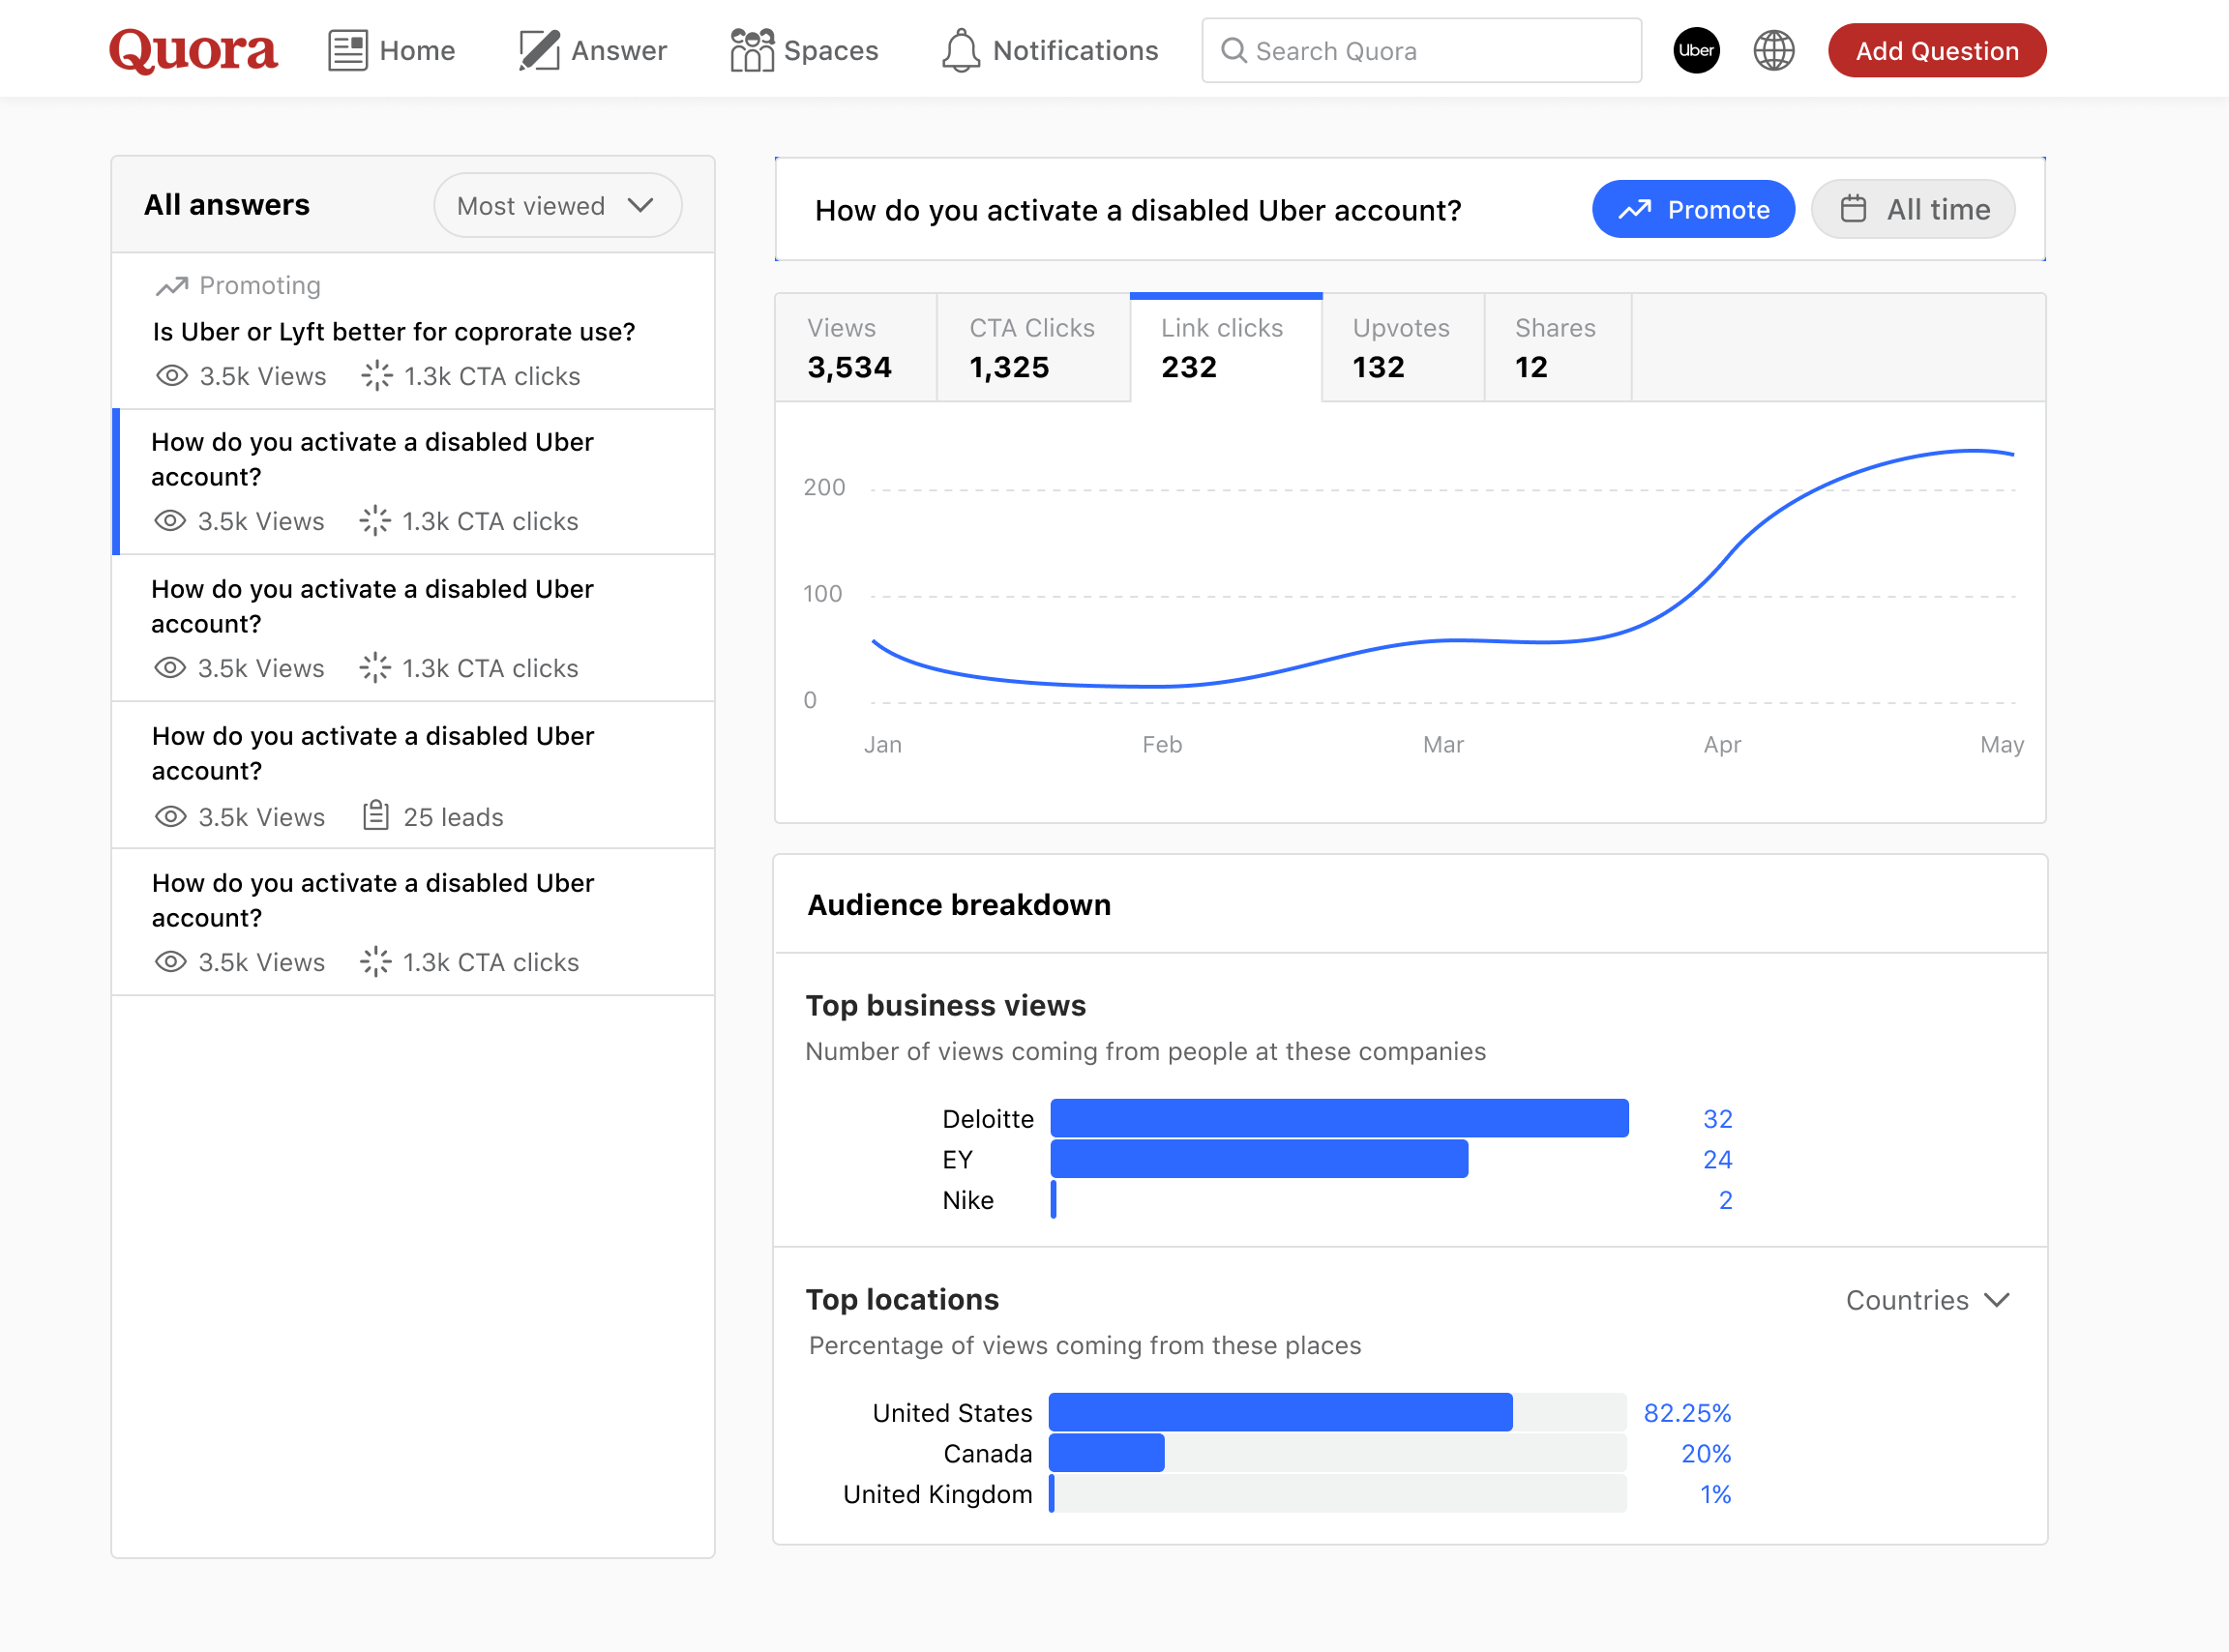 Quora
Home
Answer
Spaces
Notifications
Search Quora
Uber
Add Question
All answers
Most viewed
Promoting
Is Uber or Lyft better for coprorate use?
3.5k Views 1.3k CTA clicks
How do you activate a disabled Uber
account?
3.5k Views 1.3k CTA clicks
How do you activate a disabled Uber
account?
3.5k Views 1.3k CTA clicks
How do you activate a disabled Uber
account?
3.5k Views 25 leads
How do you activate a disabled Uber
account?
3.5k Views 1.3k CTA clicks
How do you activate a disabled Uber account?
Promote
All time
Views
3,534
CTA Clicks
1,325
Link clicks
232
Upvotes
132
Shares
12
200
100
0
Jan Feb Mar Apr May
Audience breakdown
Top business views
Number of views coming from people at these companies
Deloitte 32
EY 24
Nike 2
Top locations
Countries
Percentage of views coming from these places
United States 82.25%
Canada 20%
United Kingdom 1%